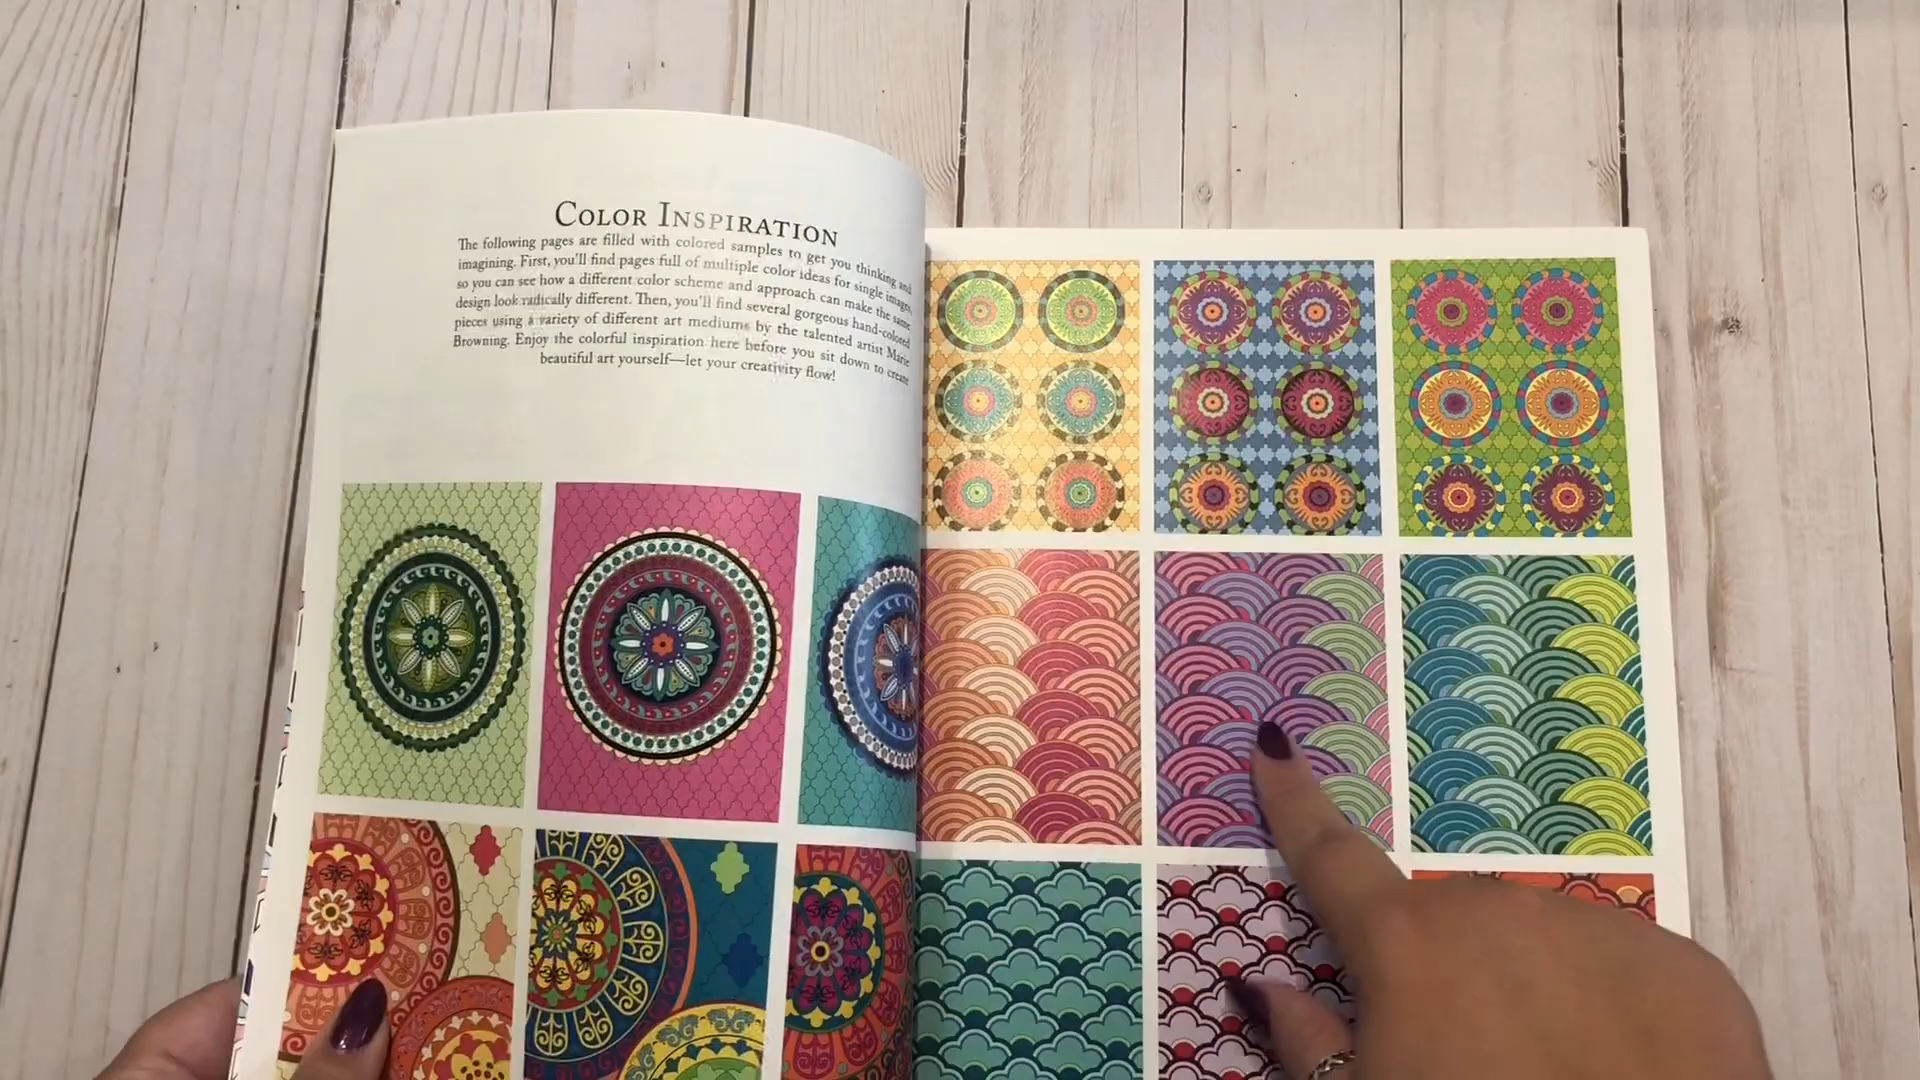 COLOR INSPIRATION
The following pages are filled with colored samples to get you thinking and
imagining. First, you'll find pages full of multiple color ideas for single images,
so you can see how a different color scheme and approach can make the same
design look radically different. Then, you'll find several gorgeous hand-colored
pieces using a variety of different art mediums by the talented artist Marie
Browning. Enjoy the colorful inspiration here before you sit down to create
beautiful art yourself—let your creativity flow!